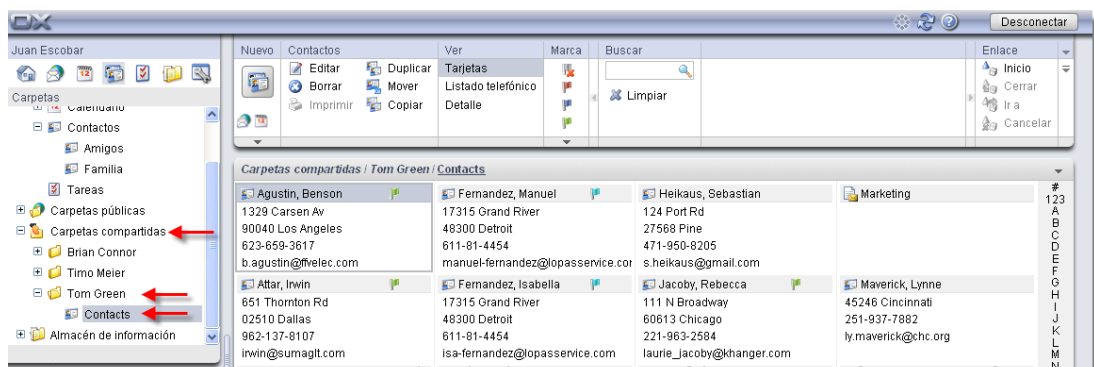 OX
Desconectar
Juan Escobar
Carpetas
Calendario
Contactos
Amigos
Familia
Tareas
Carpetas públicas
Carpetas compartidas
Brian Connor
Timo Meier
Tom Green
Contacts
Almacén de información
Nuevo
Contactos
Editar Duplicar
Borrar Mover
Imprimir Copiar
Ver
Tarjetas
Listado telefónico
Detalle
Marca
Buscar
Limpiar
Enlace
Inicio
Cerrar
Ir a
Cancelar
Carpetas compartidas / Tom Green / Contacts
Agustin, Benson
1329 Carsen Av
90040 Los Angeles
623-659-3617
b.agustin@ffvelec.com
Attar, Irwin
651 Thornton Rd
02510 Dallas
962-137-8107
irwin@sumaglt.com
Fernandez, Manuel
17315 Grand River
48300 Detroit
611-81-4454
manuel-fernandez@lopasservice.cor
Fernandez, Isabella
17315 Grand River
48300 Detroit
611-81-4454
isa-fernandez@lopasservice.com
Heikaus, Sebastian
124 Port Rd
27568 Pine
471-950-8205
s.heikaus@gmail.com
Jacoby, Rebecca
111 N Broadway
60613 Chicago
221-963-2584
laurie_jacoby@khanger.com
Marketing
Maverick, Lynne
45246 Cincinnati
251-937-7882
ly.maverick@chc.org
#
123
A
B
C
D
E
F
G
H
I
J
K
L
M
N